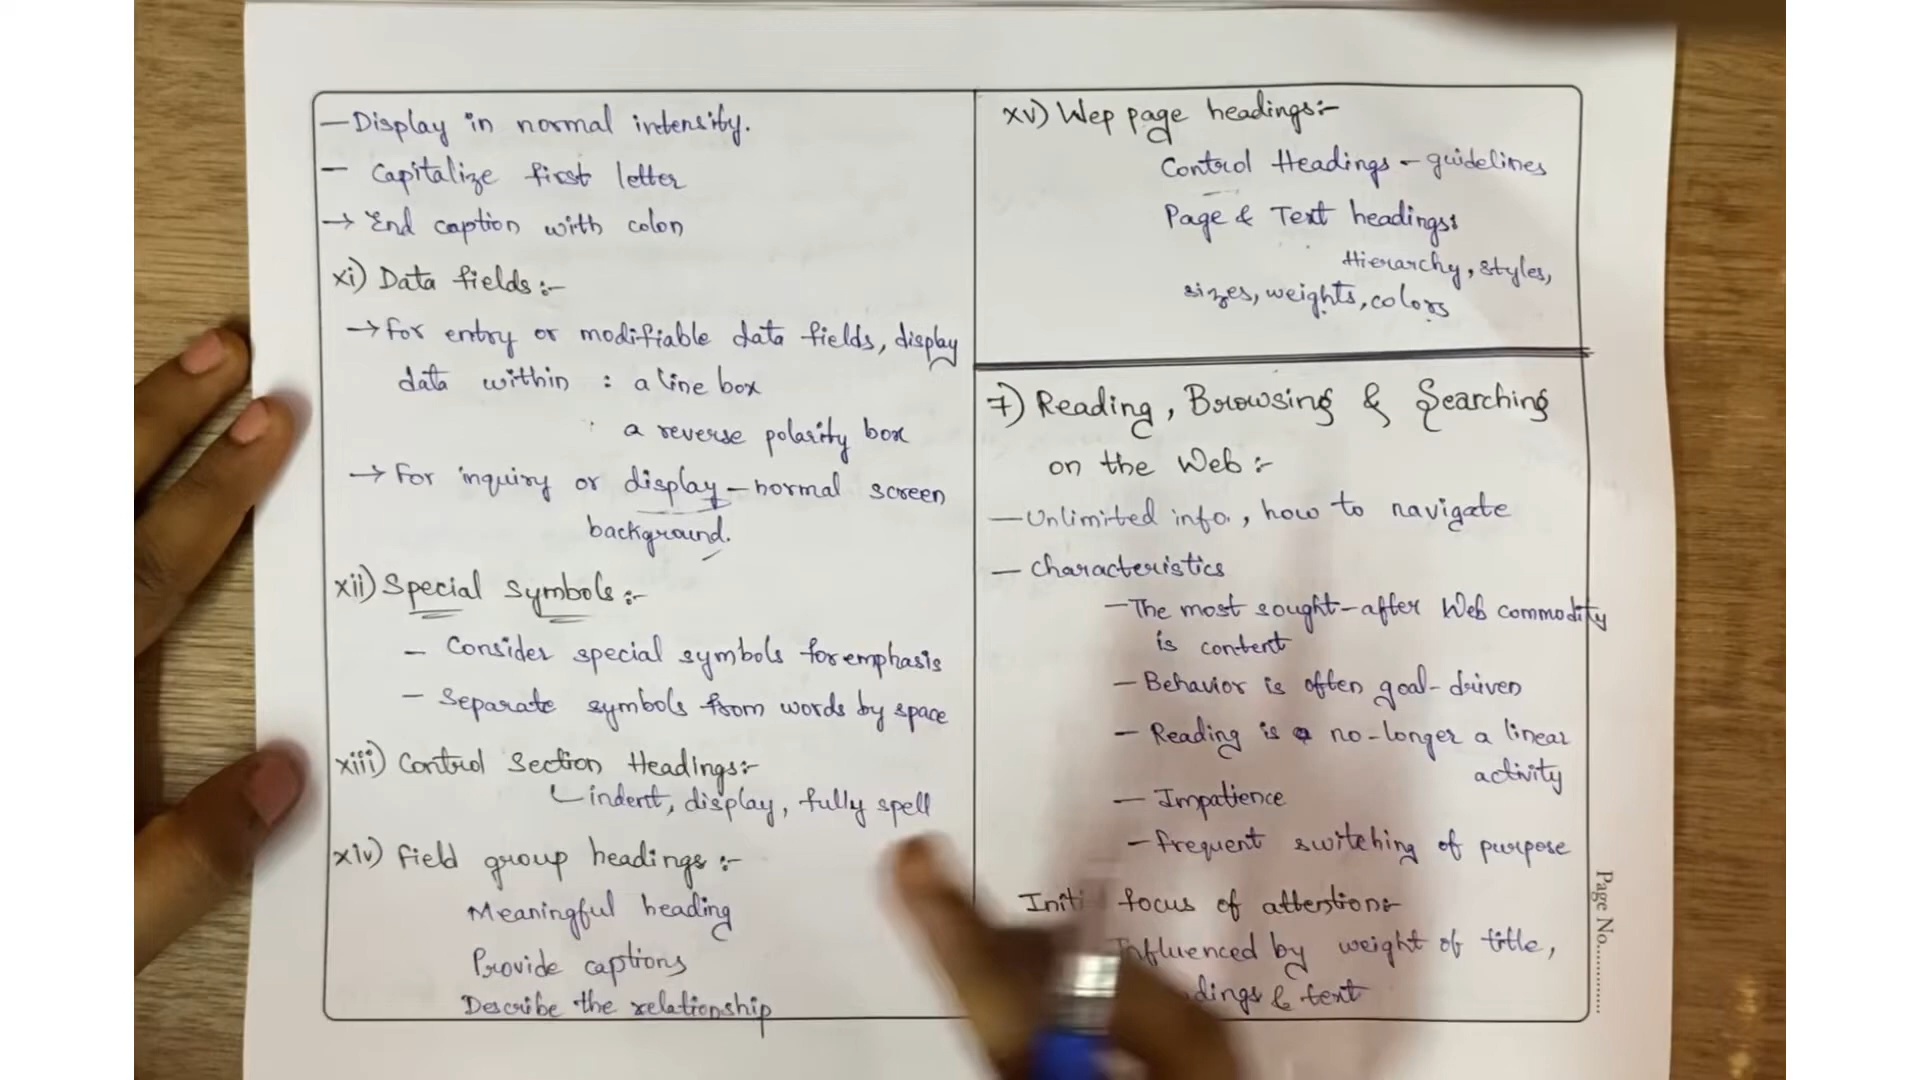 — Display in normal intensity.
— Capitalize first letter
→ End caption with colon
xi) Data fields:-
→ For entry or modifiable data fields, display
data within : a line box
: a reverse polarity box
→ For inquiry or display — normal screen
background.
xii) Special Symbols:-
— Consider special symbols for emphasis
— Separate symbols from words by space
xiii) Control Section Headings:-
indent, display, fully spell
xiv) Field group headings:-
Meaningful heading
Provide captions
Describe the relationship
xv) Wep page headings:-
Control Headings - guidelines
Page & Text headings:
Hierarchy, styles,
sizes, weights, colors
7) Reading, Browsing & Searching
on the Web:-
— Unlimited info., how to navigate
— Characteristics
— The most sought-after Web commodity
is content
— Behavior is often goal-driven
— Reading is no-longer a linear
activity
— Impatience
— Frequent switching of purpose
focus of attention:-
Influenced by weight of title,
& text
Page No.............